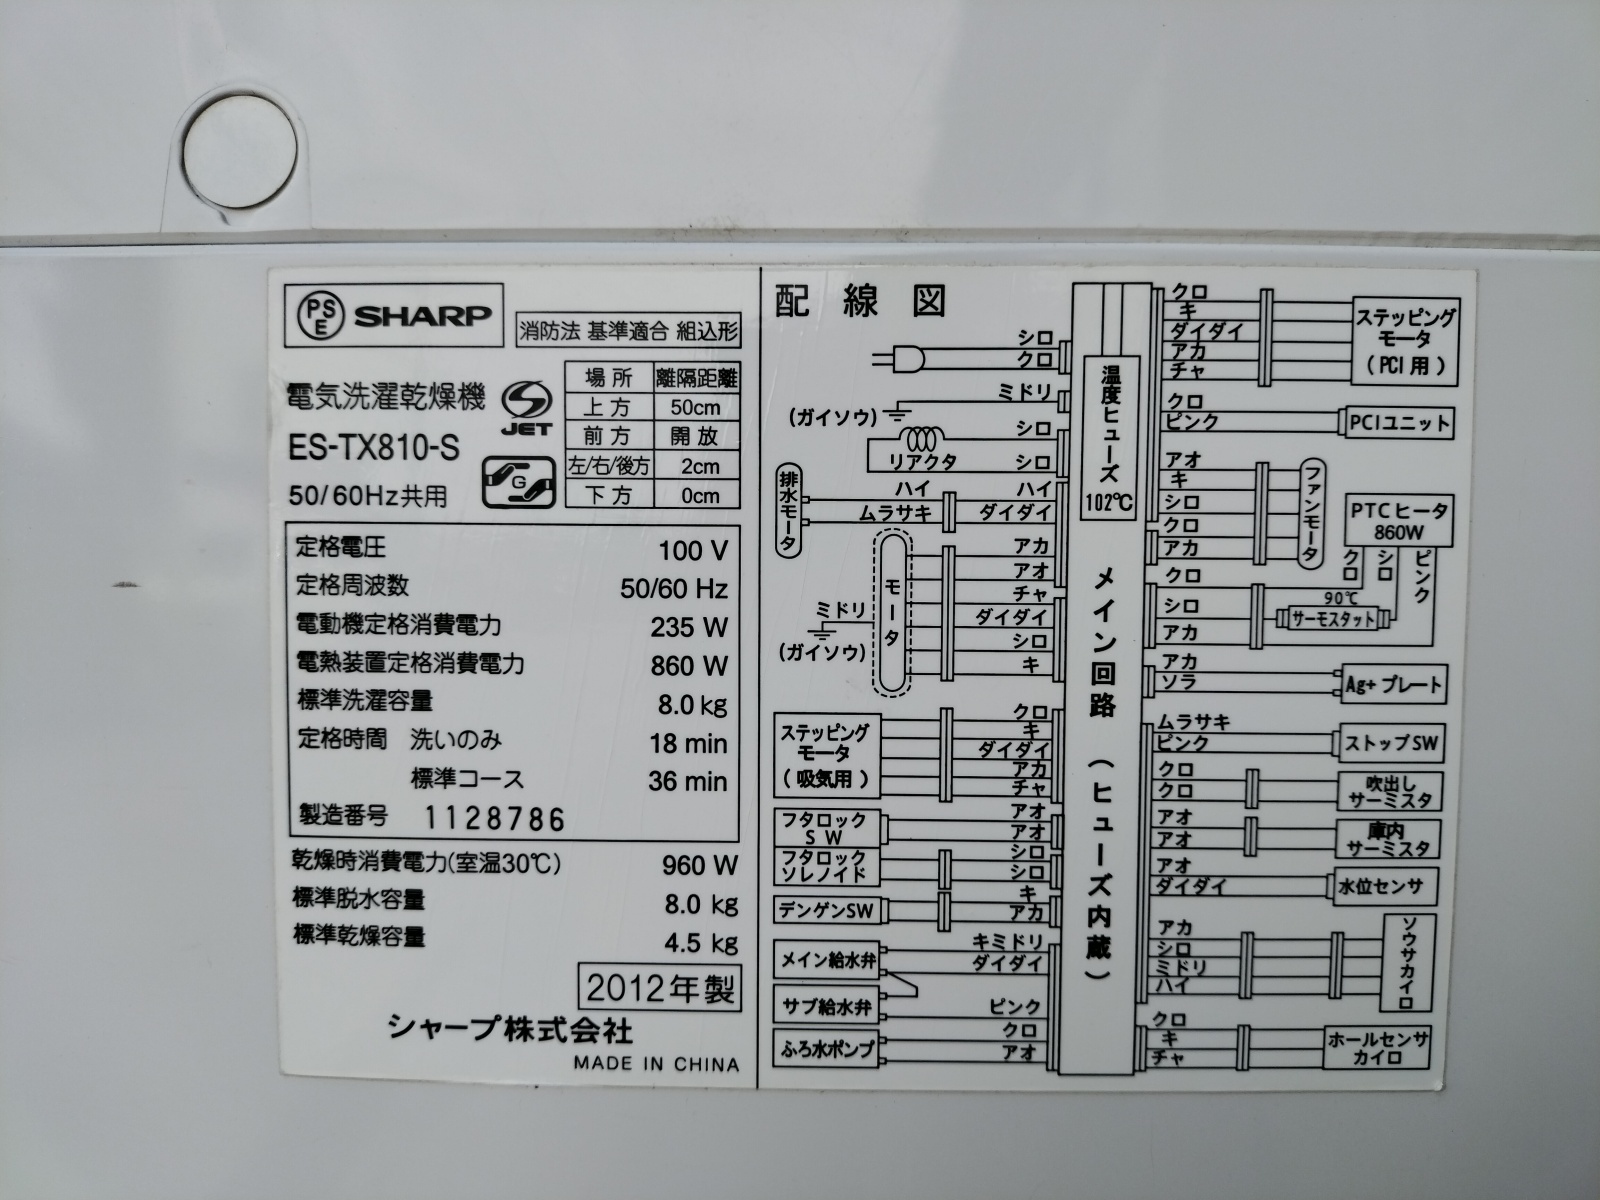 PS
E
SHARP
消防法 基準適合 組込形
電気洗濯乾燥機
ES-TX810-S
50/60Hz共用
JET
G
場所 離隔距離
上方 50cm
前方 開放
左/右/後方 2cm
下方 0cm
定格電圧 100 V
定格周波数 50/60 Hz
電動機定格消費電力 235 W
電熱装置定格消費電力 860 W
標準洗濯容量 8.0 kg
定格時間 洗いのみ 18 min
標準コース 36 min
製造番号 1128786
乾燥時消費電力(室温30℃) 960 W
標準脱水容量 8.0 kg
標準乾燥容量 4.5 kg
2012年製
シャープ株式会社
MADE IN CHINA
配線図
シロ
クロ
ミドリ
(ガイソウ)
シロ
リアクタ
シロ
排水モータ
ハイ ハイ
ムラサキ ダイダイ
モータ
アカ
アオ
チャ
ミドリ
ダイダイ
シロ
(ガイソウ)
キ
ステッピング
モータ
(吸気用)
クロ
キ
ダイダイ
アカ
チャ
フタロック
SW
アオ
アオ
フタロック
ソレノイド
シロ
シロ
デンゲンSW
キ
アカ
メイン給水弁
キミドリ
ダイダイ
サブ給水弁
ピンク
ふろ水ポンプ
クロ
アオ
温度ヒューズ
102℃
メイン回路(ヒューズ内蔵)
クロ
キ
ダイダイ
アカ
チャ
ステッピング
モータ
(PCI用)
クロ
ピンク
PCIユニット
アオ
キ
シロ
クロ
アカ
ファンモータ
PTCヒータ
860W
クロ
シロ
ピンク
クロ
シロ
アカ
90℃
サーモスタット
アカ
ソラ
Ag+プレート
ムラサキ
ピンク
ストップSW
クロ
クロ
吹出し
サーミスタ
アオ
アオ
庫内
サーミスタ
アオ
ダイダイ
水位センサ
アカ
シロ
ミドリ
ハイ
ソウサカイロ
クロ
キ
チャ
ホールセンサ
カイロ